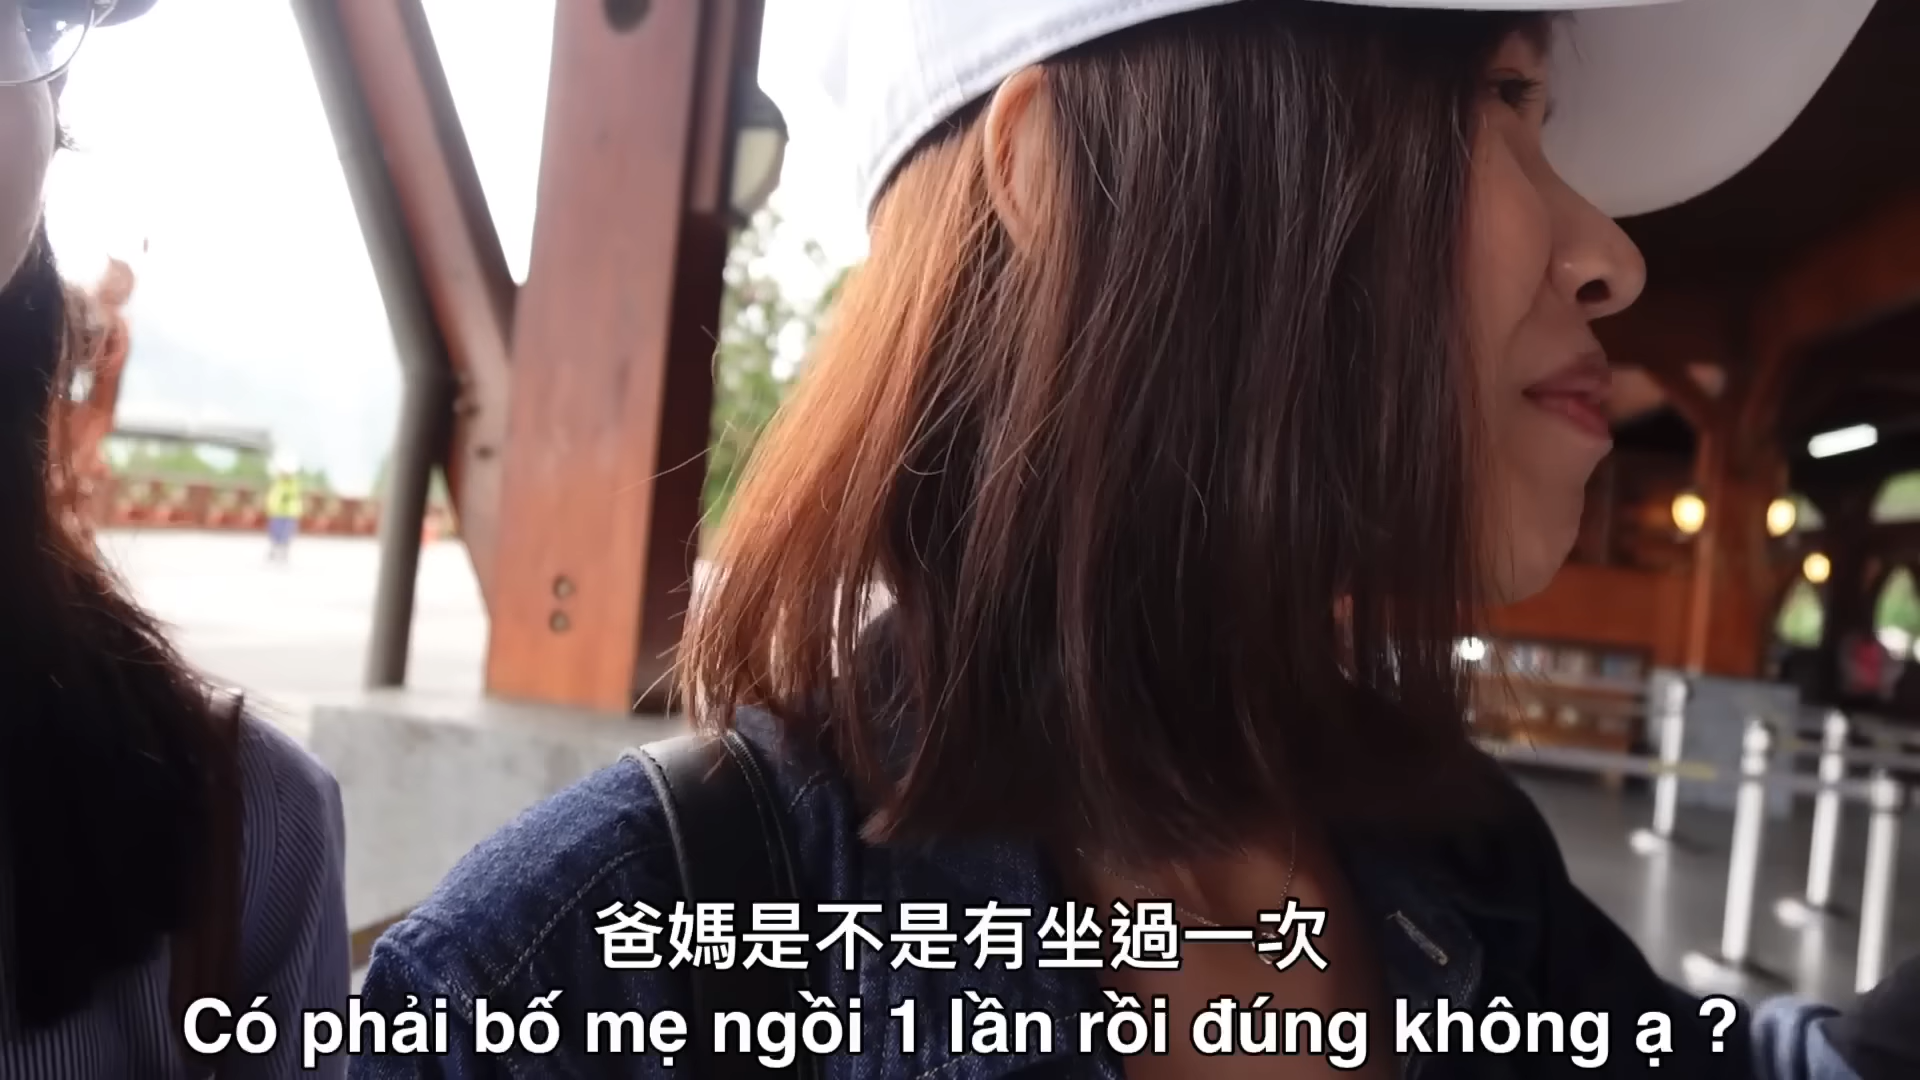 爸媽是不是有坐過一次
Có phải bố mẹ ngồi 1 lần rồi đúng không ạ ?